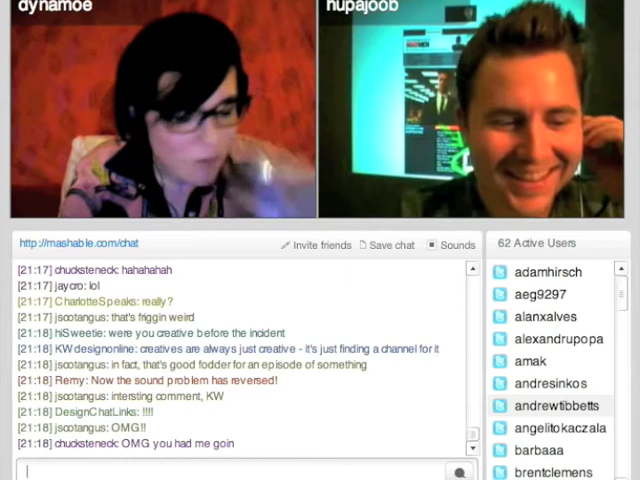 dynamoe
hupajoob
http://mashable.com/chat
Invite friends
Save chat
Sounds
62 Active Users
[21:17] chucksteneck: hahahahah
[21:17] jaycro: lol
[21:17] CharlotteSpeaks: really?
[21:17] jscotangus: that's friggin weird
[21:18] hiSweetie: were you creative before the incident
[21:18] KWdesignonline: creatives are always just creative - it's just finding a channel for it
[21:18] jscotangus: in fact, that's good fodder for an episode of something
[21:18] Remy: Now the sound problem has reversed!
[21:18] jscotangus: intersting comment, KW
[21:18] DesignChatLinks: !!!!
[21:18] jscotangus: OMG!!
[21:18] chucksteneck: OMG you had me goin
adamhirsch
aeg9297
alanxalves
alexandrupopa
amak
andresinkos
andrewtibbetts
angelitokaczala
barbaaa
brentclemens